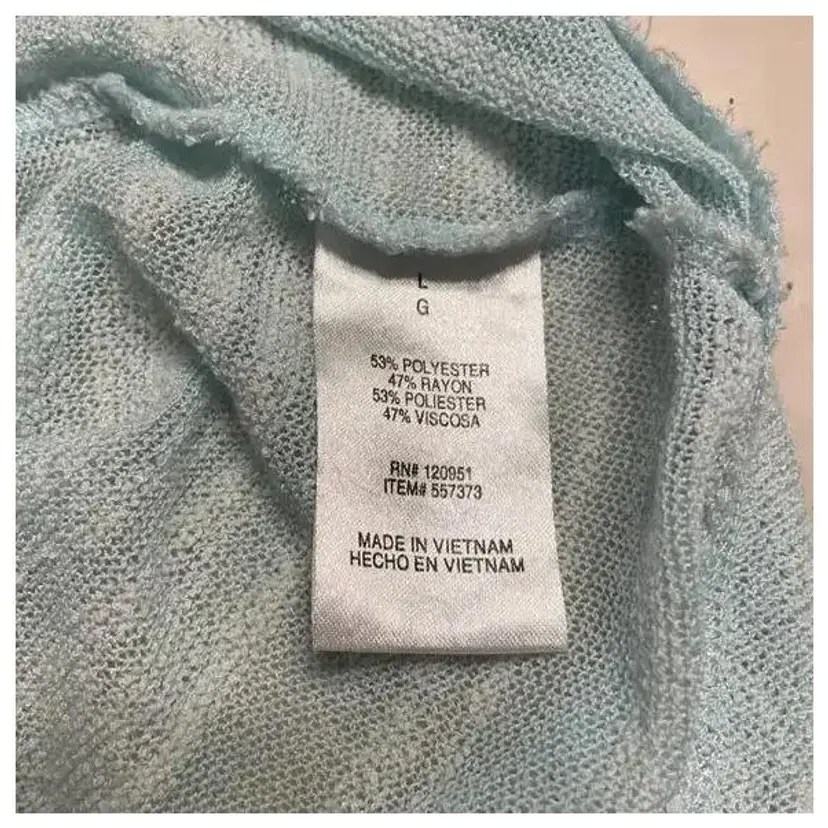 L
G
53% POLYESTER
47% RAYON
53% POLIESTER
47% VISCOSA
RN# 120951
ITEM# 557373
MADE IN VIETNAM
HECHO EN VIETNAM